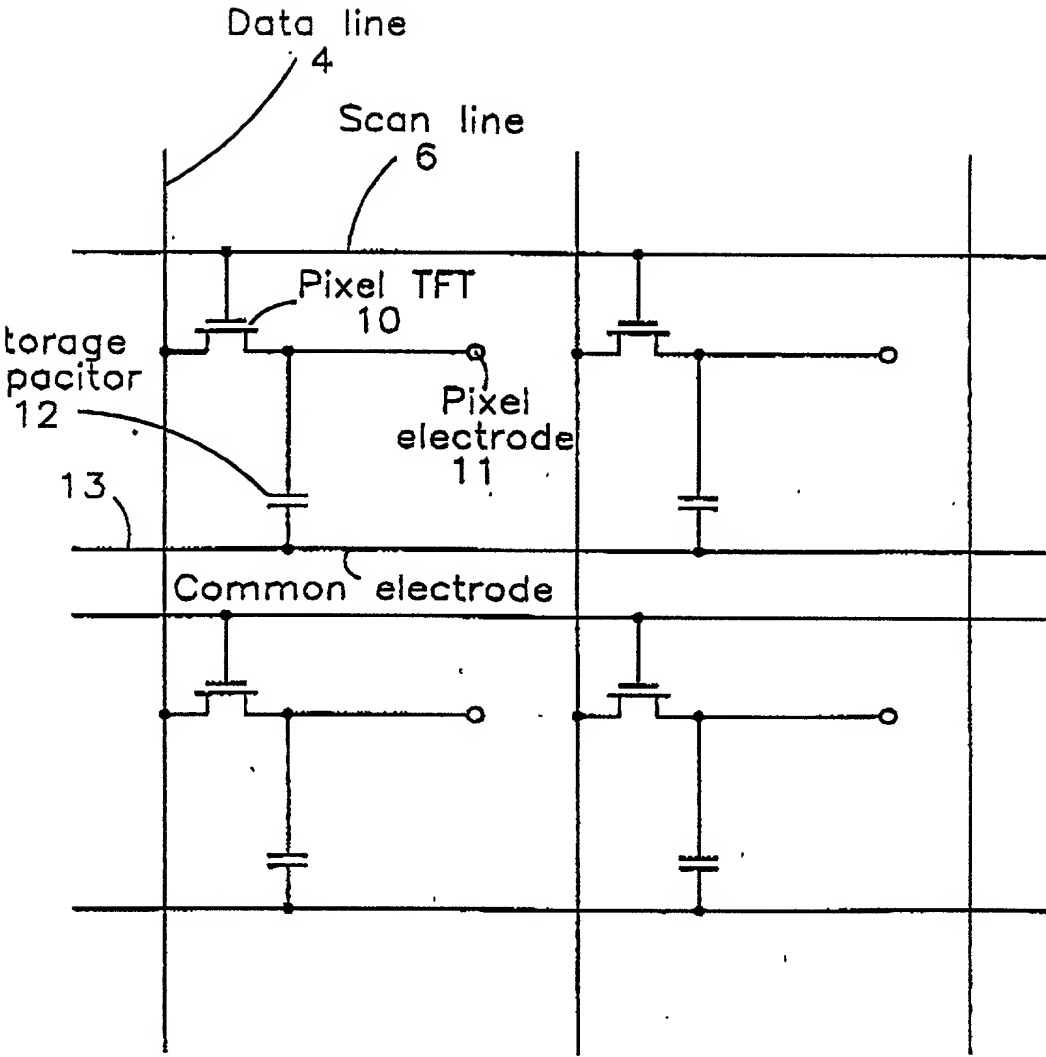 Data line
4
Scan line
6
Pixel TFT
10
torage
pacitor
12
Pixel
electrode
11
13
Common electrode